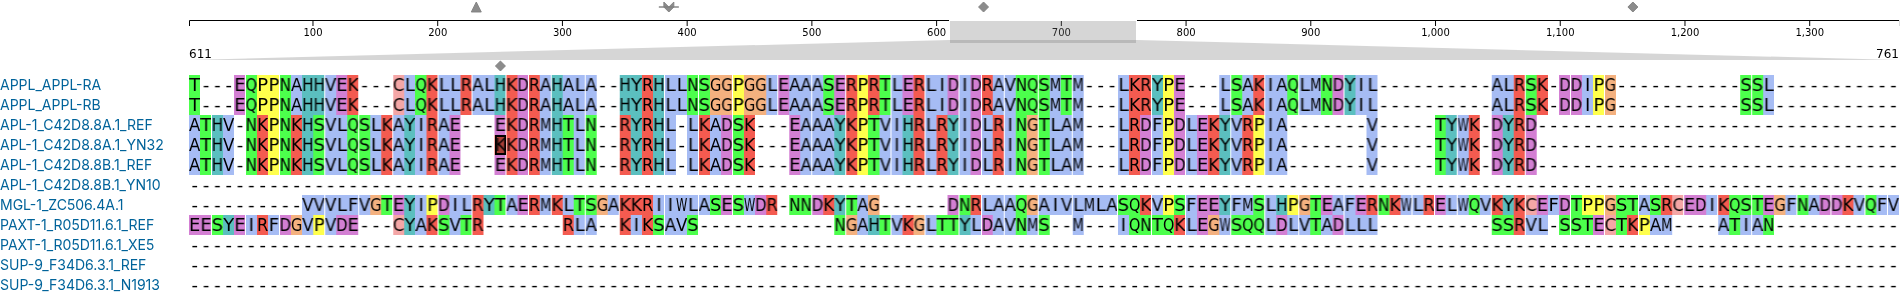 100 200 300 400 500 600 700 800 900 1,000 1,100 1,200 1,300
611 761
APPL_APPL-RA T---EQPPNAHHVEK---CLQKLLRALHKDRAHALA--HYRHLLNSGGPGGLEAAASERPRTLERLIDIDRAVNQSMTM---LKRYPE---LSAKIAQLMNDYIL----------ALRSK-DDIPG-----------SSL-----------
APPL_APPL-RB T---EQPPNAHHVEK---CLQKLLRALHKDRAHALA--HYRHLLNSGGPGGLEAAASERPRTLERLIDIDRAVNQSMTM---LKRYPE---LSAKIAQLMNDYIL----------ALRSK-DDIPG-----------SSL-----------
APL-1_C42D8.8A.1_REF ATHV-NKPNKHSVLQSLKAYIRAE---EKDRMHTLN--RYRHL-LKADSK---EAAAYKPTVIHRLRYIDLRINGTLAM---LRDFPDLEKYVRPIA-------V-----TYWK-DYRD--------------------------------
APL-1_C42D8.8A.1_YN32 ATHV-NKPNKHSVLQSLKAYIRAE---KKDRMHTLN--RYRHL-LKADSK---EAAAYKPTVIHRLRYIDLRINGTLAM---LRDFPDLEKYVRPIA-------V-----TYWK-DYRD--------------------------------
APL-1_C42D8.8B.1_REF ATHV-NKPNKHSVLQSLKAYIRAE---EKDRMHTLN--RYRHL-LKADSK---EAAAYKPTVIHRLRYIDLRINGTLAM---LRDFPDLEKYVRPIA-------V-----TYWK-DYRD--------------------------------
APL-1_C42D8.8B.1_YN10 -------------------------------------------------------------------------------------------------------------------------------------------------------
MGL-1_ZC506.4A.1 ----------VVVLFVGTEYIPDILRYTAERMKLTSGAKKRIIWLASESWDR-NNDKYTAG------DNRLAAQGAIVLMLASQKVPSFEEYFMSLHPGTEAFERNKWLRELWQVKYKCEFDTPPGSTASRCEDIKQSTEGFNADDKVQFV
PAXT-1_R05D11.6.1_REF EESYEIRFDGVPVDE---CYAKSVTR-------RLA--KIKSAVS------------NGAHTVKGLTTYLDAVNMS--M---IQNTQKLEGWSQQLDLVTADLLL----------SSRVL-SSTECTKPAM----ATIAN-----------
PAXT-1_R05D11.6.1_XE5 -------------------------------------------------------------------------------------------------------------------------------------------------------
SUP-9_F34D6.3.1_REF -------------------------------------------------------------------------------------------------------------------------------------------------------
SUP-9_F34D6.3.1_N1913 -------------------------------------------------------------------------------------------------------------------------------------------------------